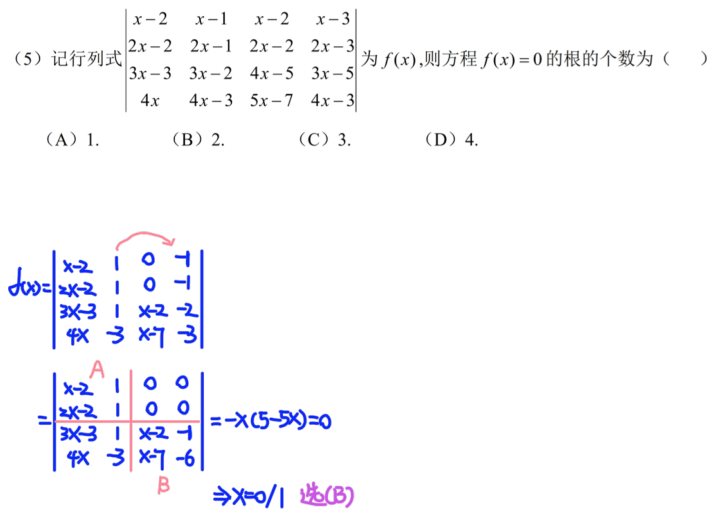 (5) 记行列式
x-2 x-1 x-2 x-3
2x-2 2x-1 2x-2 2x-3
3x-3 3x-2 4x-5 3x-5
4x 4x-3 5x-7 4x-3
为 f(x),则方程 f(x)=0 的根的个数为( )
(A) 1. (B) 2. (C) 3. (D) 4.
f(x)=
x-2 1 0 -1
2x-2 1 0 -1
3x-3 1 x-2 -2
4x -3 x-7 -3
A
=
x-2 1 0 0
2x-2 1 0 0
3x-3 1 x-2 -1
4x -3 x-7 -6
=-x(5-5x)=0
B
⇒x=0/1 选(B)